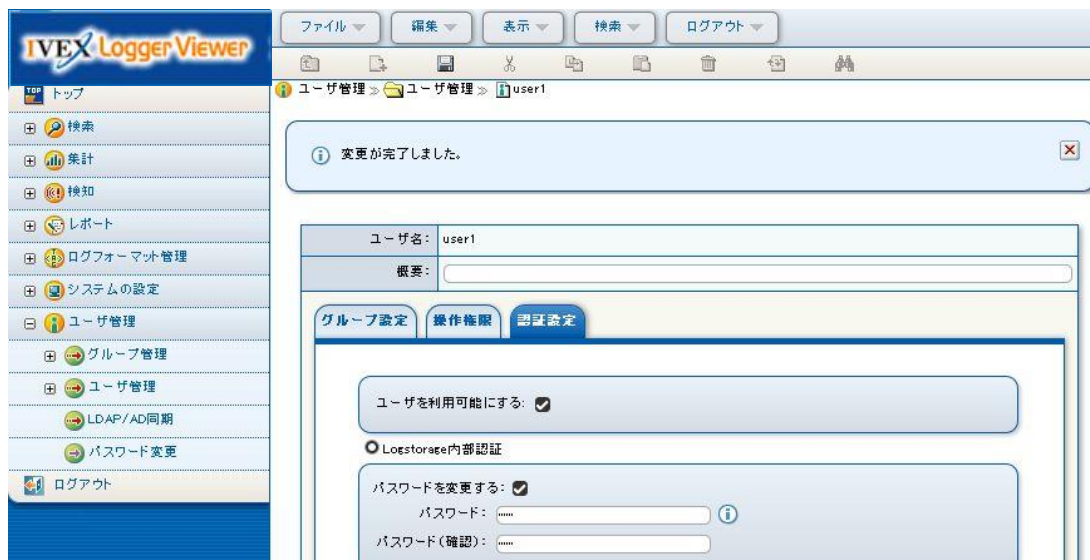 IVEX Logger Viewer
ファイル
編集
表示
検索
ログアウト
TOP トップ
検索
集計
検知
レポート
ログフォーマット管理
システムの設定
ユーザ管理
グループ管理
ユーザ管理
LDAP/AD同期
パスワード変更
ログアウト
ユーザ管理 ≫ ユーザ管理 ≫ user1
変更が完了しました。
ユーザ名: user1
概要:
グループ設定
操作権限
認証設定
ユーザを利用可能にする:
Logstorage内部認証
パスワードを変更する:
パスワード:
パスワード(確認):